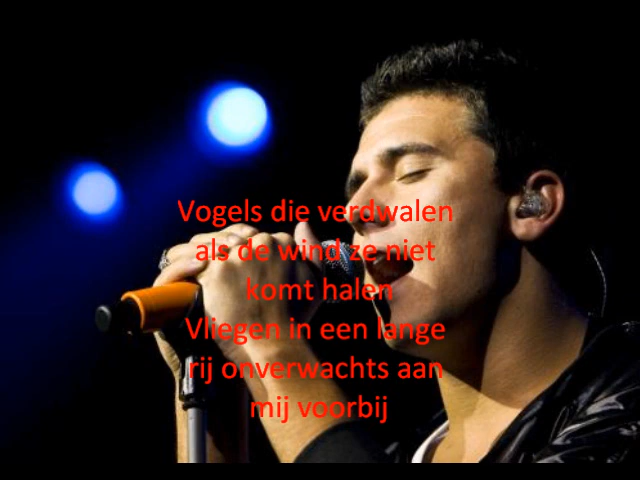 Vogels die verdwalen
als de wind ze niet
komt halen
Vliegen in een lange
rij onverwachts aan
mij voorbij